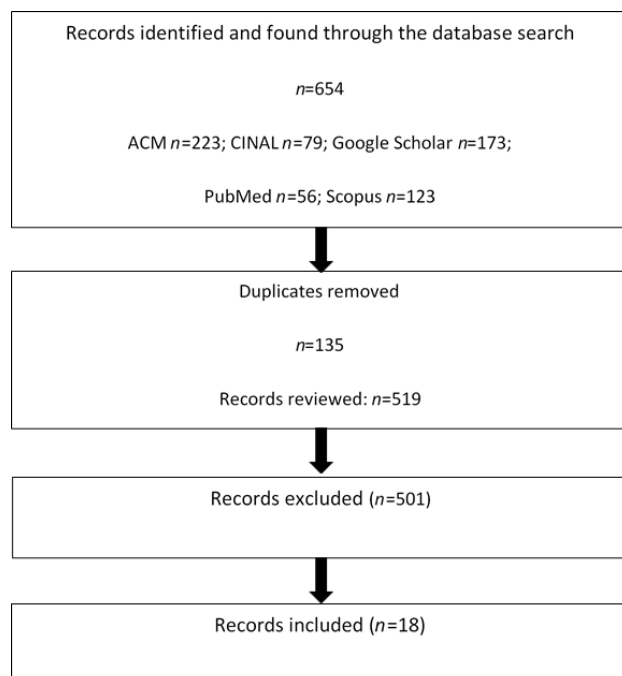 Records identified and found through the database search
n=654
ACM n=223; CINAL n=79; Google Scholar n=173;
PubMed n=56; Scopus n=123
Duplicates removed
n=135
Records reviewed: n=519
Records excluded (n=501)
Records included (n=18)